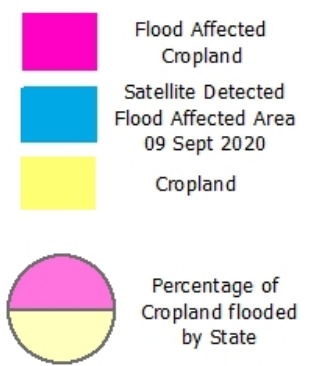 Flood Affected
Cropland
Satellite Detected
Flood Affected Area
09 Sept 2020
Cropland
Percentage of
Cropland flooded
by State